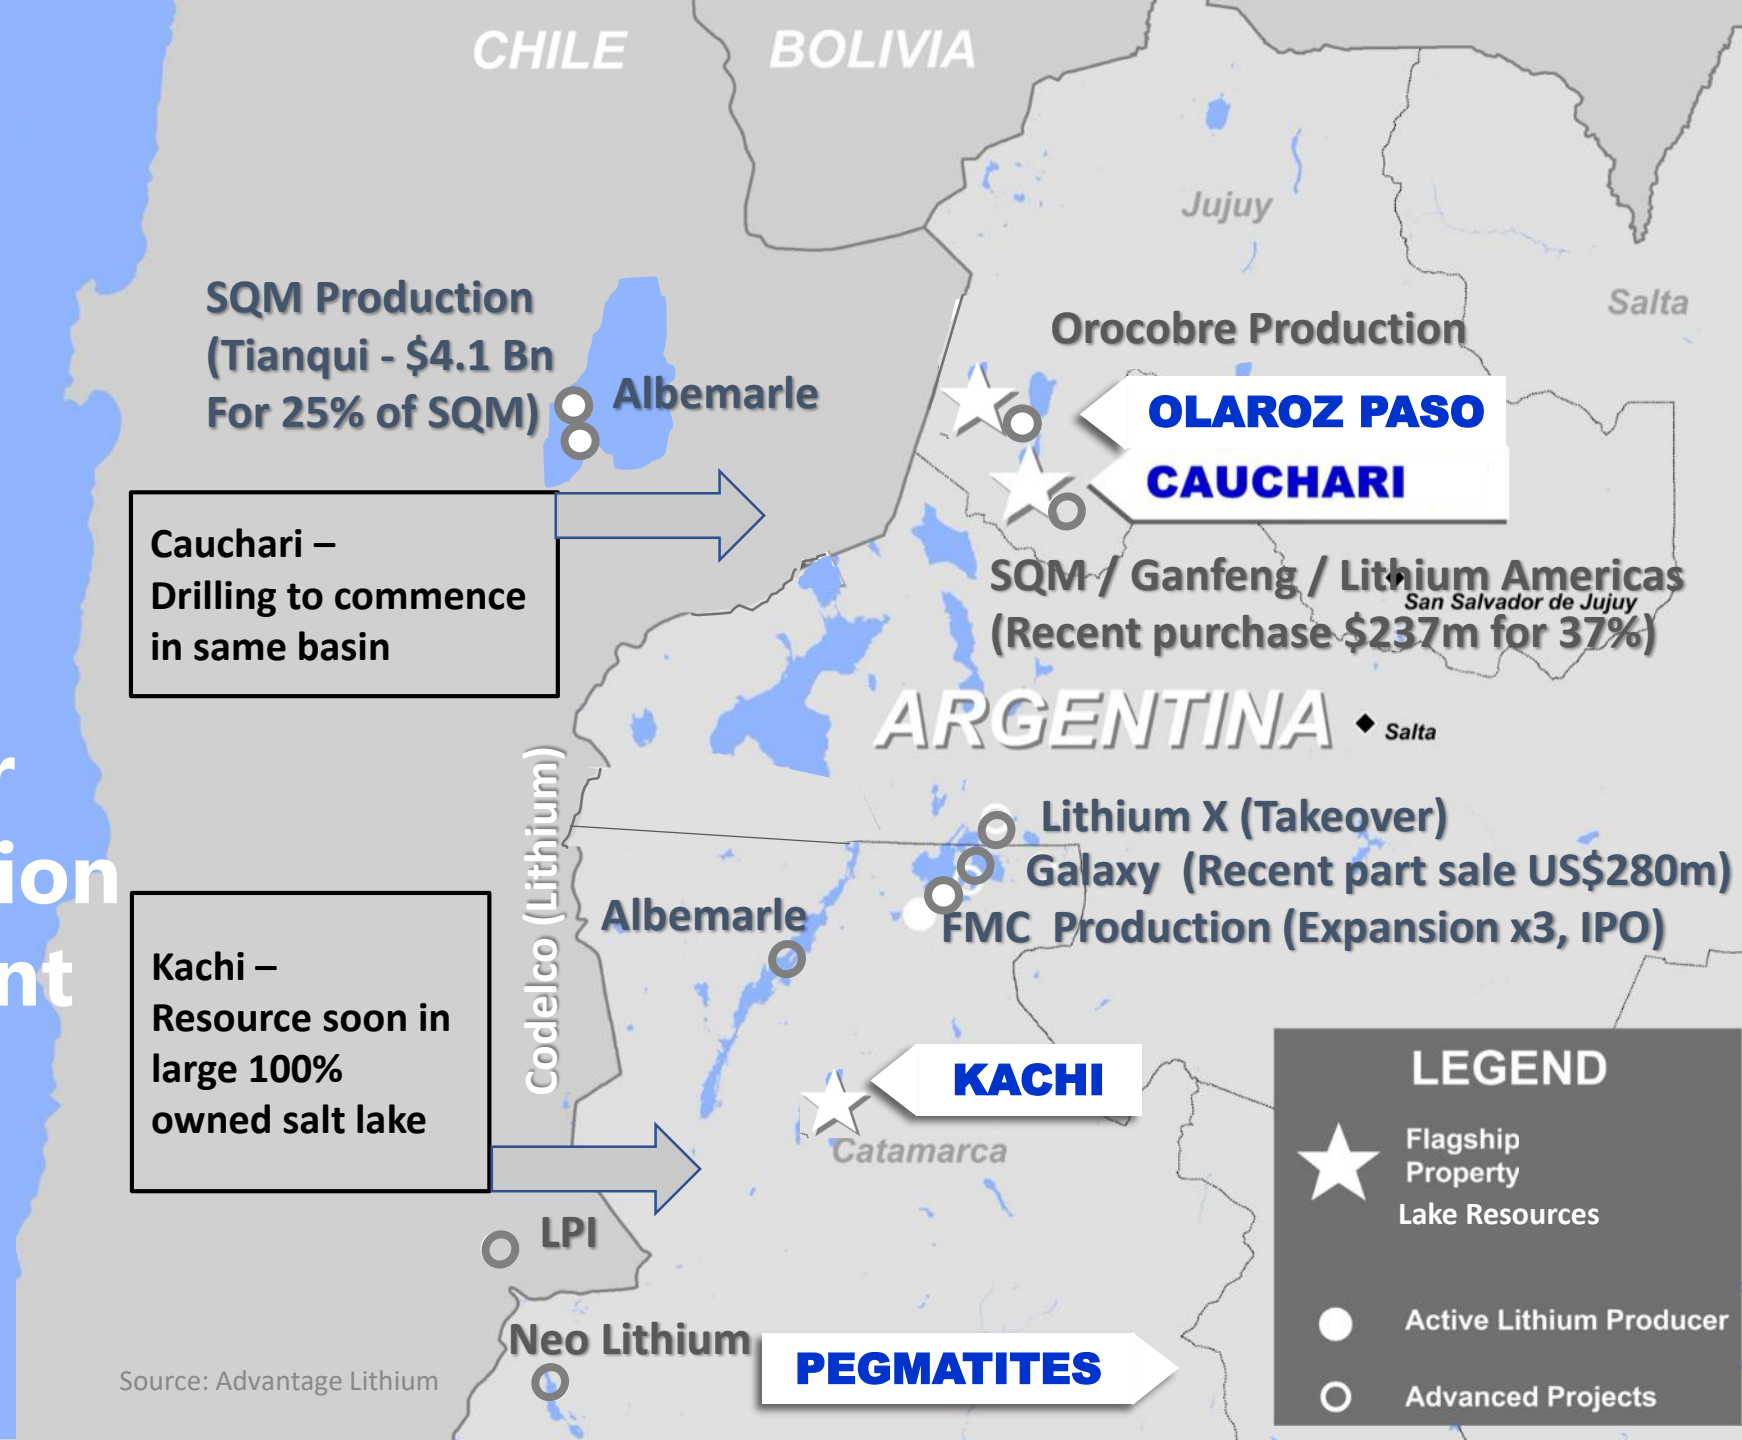 CHILE
BOLIVIA
Jujuy
Salta
SQM Production
(Tianqui - $4.1 Bn
For 25% of SQM)
Albemarle
Orocobre Production
OLAROZ PASO
CAUCHARI
Cauchari –
Drilling to commence
in same basin
SQM / Ganfeng / Lithium Americas
San Salvador de Jujuy
(Recent purchase $237m for 37%)
ARGENTINA
Salta
r
ion
nt
Codelco (Lithium)
Lithium X (Takeover)
Galaxy (Recent part sale US$280m)
FMC Production (Expansion x3, IPO)
Albemarle
Kachi –
Resource soon in
large 100%
owned salt lake
KACHI
Catamarca
LPI
Neo Lithium
PEGMATITES
Source: Advantage Lithium
LEGEND
Flagship
Property
Lake Resources
Active Lithium Producer
Advanced Projects